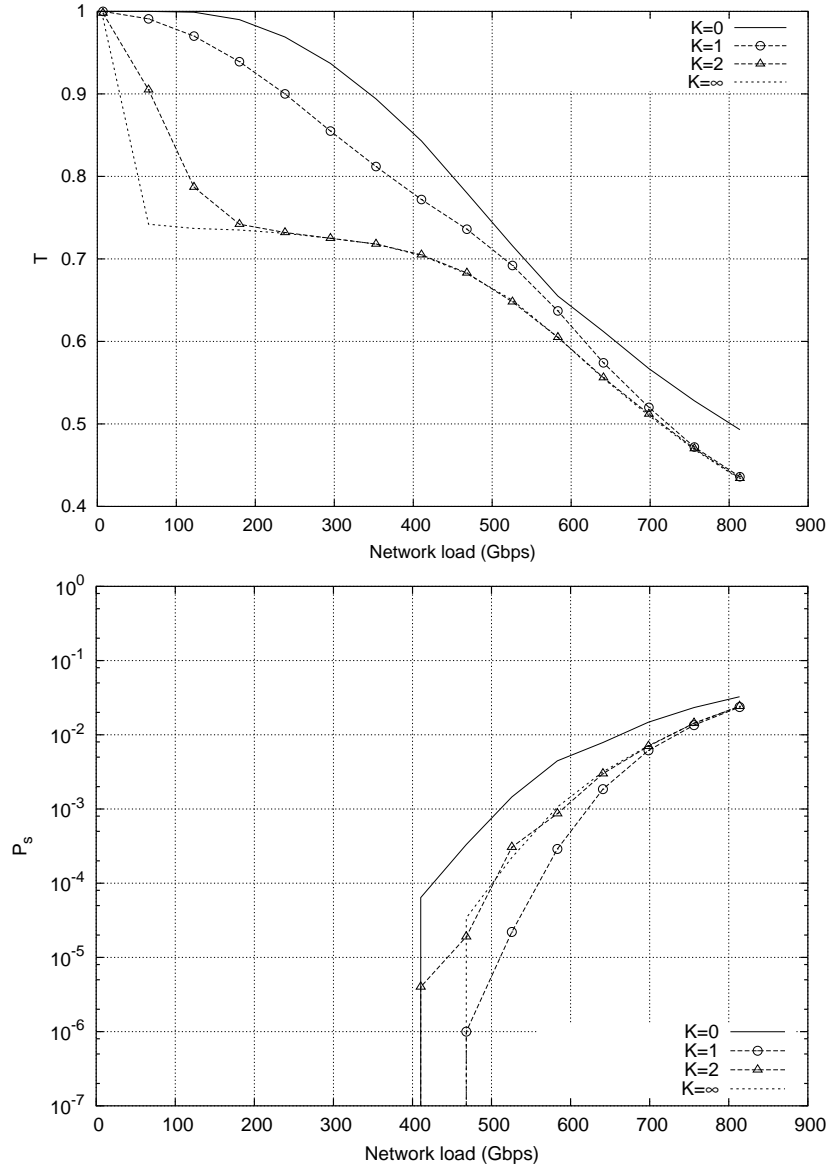 1
0.9
0.8
0.7
0.6
0.5
0.4
T
0 100 200 300 400 500 600 700 800 900
Network load (Gbps)
K=0
K=1
K=2
K=∞
10^0
10^-1
10^-2
10^-3
10^-4
10^-5
10^-6
10^-7
P_s
0 100 200 300 400 500 600 700 800 900
Network load (Gbps)
K=0
K=1
K=2
K=∞